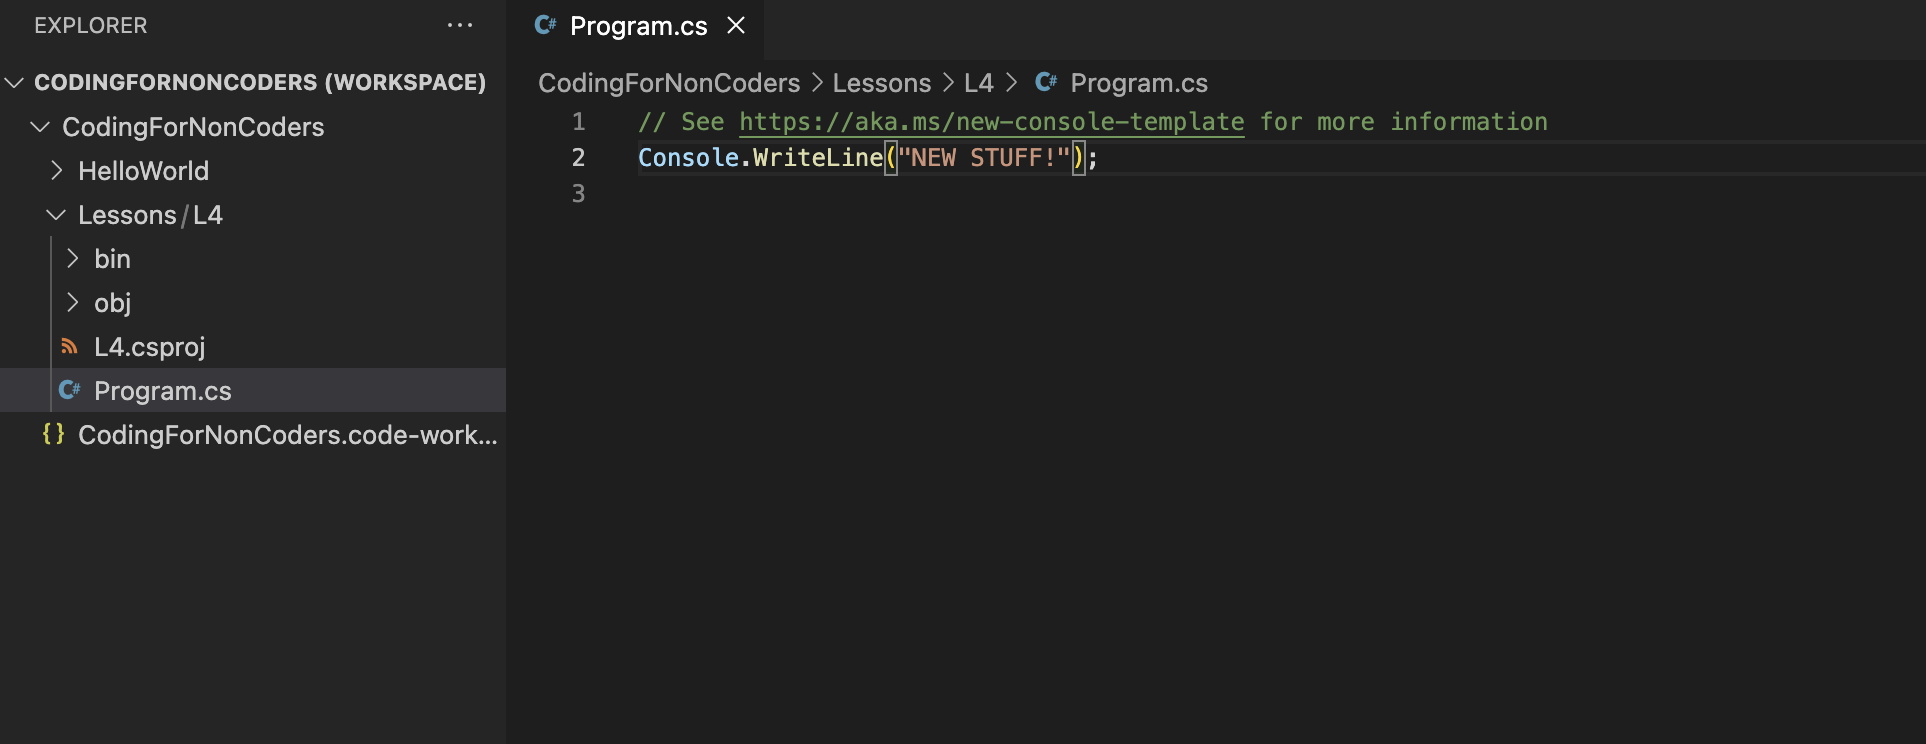 EXPLORER
CODINGFORNONCODERS (WORKSPACE)
CodingForNonCoders
HelloWorld
Lessons/L4
bin
obj
L4.csproj
C# Program.cs
{} CodingForNonCoders.code-work...
C# Program.cs
CodingForNonCoders > Lessons > L4 > C# Program.cs
1 // See https://aka.ms/new-console-template for more information
2 Console.WriteLine("NEW STUFF!");
3